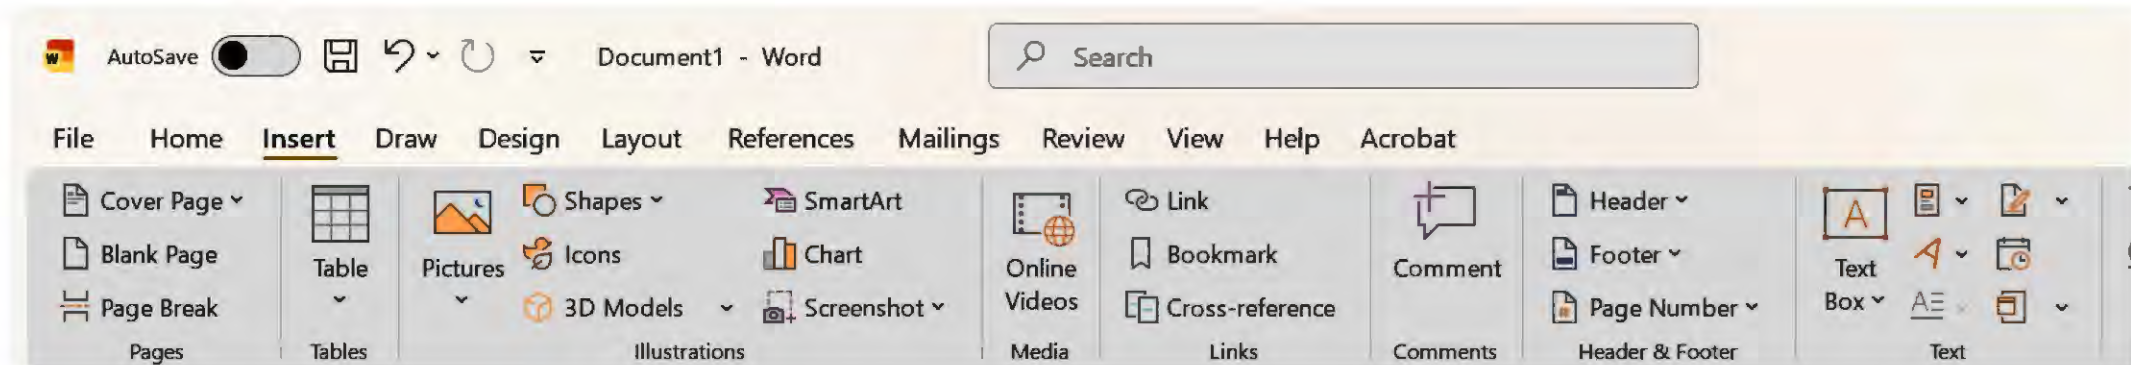 AutoSave Document1 - Word Search
File Home Insert Draw Design Layout References Mailings Review View Help Acrobat
Cover Page
Blank Page
Page Break
Pages
Table
Tables
Pictures
Shapes
Icons
3D Models
SmartArt
Chart
Screenshot
Illustrations
Online
Videos
Media
Link
Bookmark
Cross-reference
Links
Comment
Comments
Header
Footer
Page Number
Header & Footer
Text
Box
Text